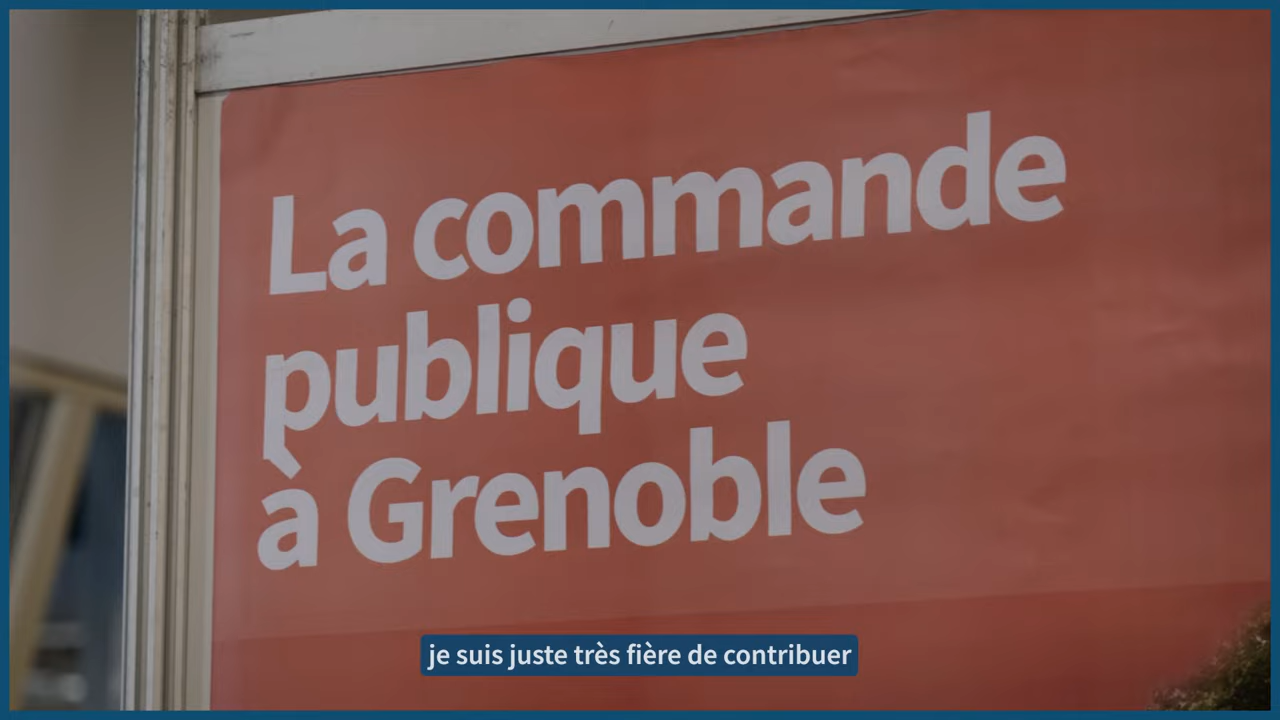 La commande
publique
à Grenoble
je suis juste très fière de contribuer